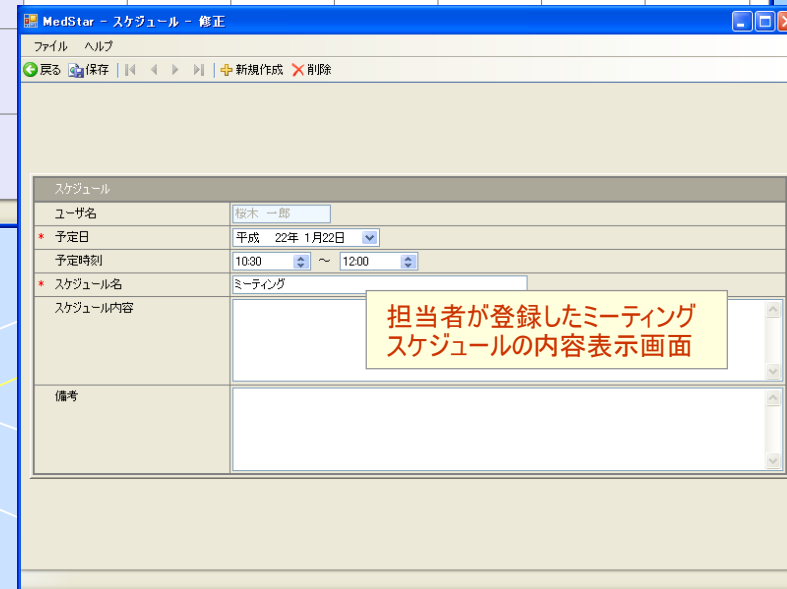 MedStar - スケジュール - 修正
ファイル ヘルプ
戻る 保存 新規作成 削除
スケジュール
ユーザ名 桜木 一郎
* 予定日 平成 22年 1月22日
予定時刻 10:30 ～ 12:00
* スケジュール名 ミーティング
スケジュール内容
担当者が登録したミーティング
スケジュールの内容表示画面
備考